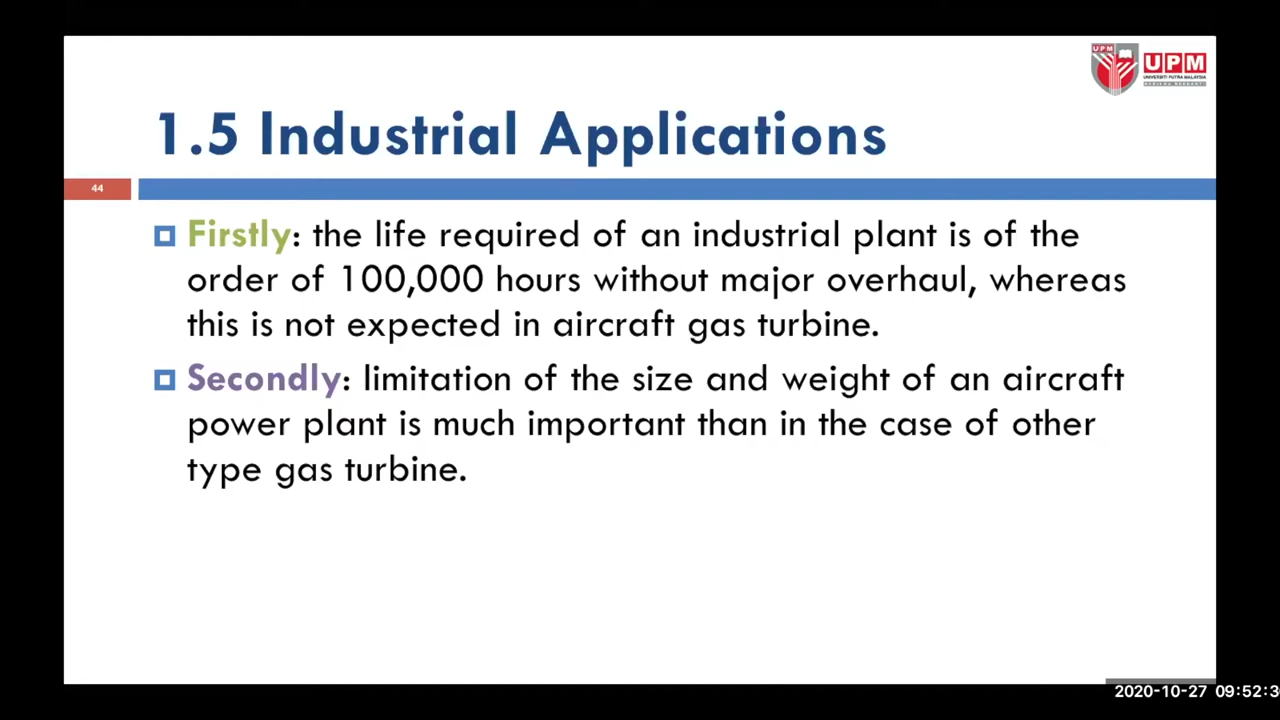 UPM
UPM
UNIVERSITI PUTRA MALAYSIA
1.5 Industrial Applications
44
Firstly: the life required of an industrial plant is of the
order of 100,000 hours without major overhaul, whereas
this is not expected in aircraft gas turbine.
Secondly: limitation of the size and weight of an aircraft
power plant is much important than in the case of other
type gas turbine.
2020-10-27 09:52:3